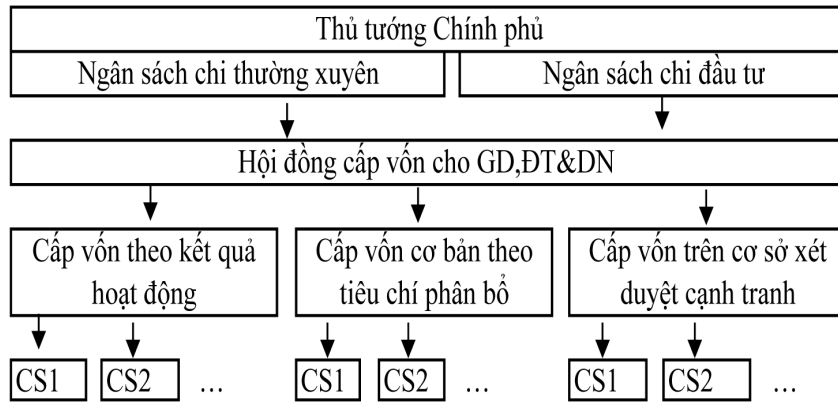 Thủ tướng Chính phủ
Ngân sách chi thường xuyên
Ngân sách chi đầu tư
Hội đồng cấp vốn cho GD,ĐT&DN
Cấp vốn theo kết quả
hoạt động
Cấp vốn cơ bản theo
tiêu chí phân bổ
Cấp vốn trên cơ sở xét
duyệt cạnh tranh
CS1 CS2 ... CS1 CS2 ... CS1 CS2 ...